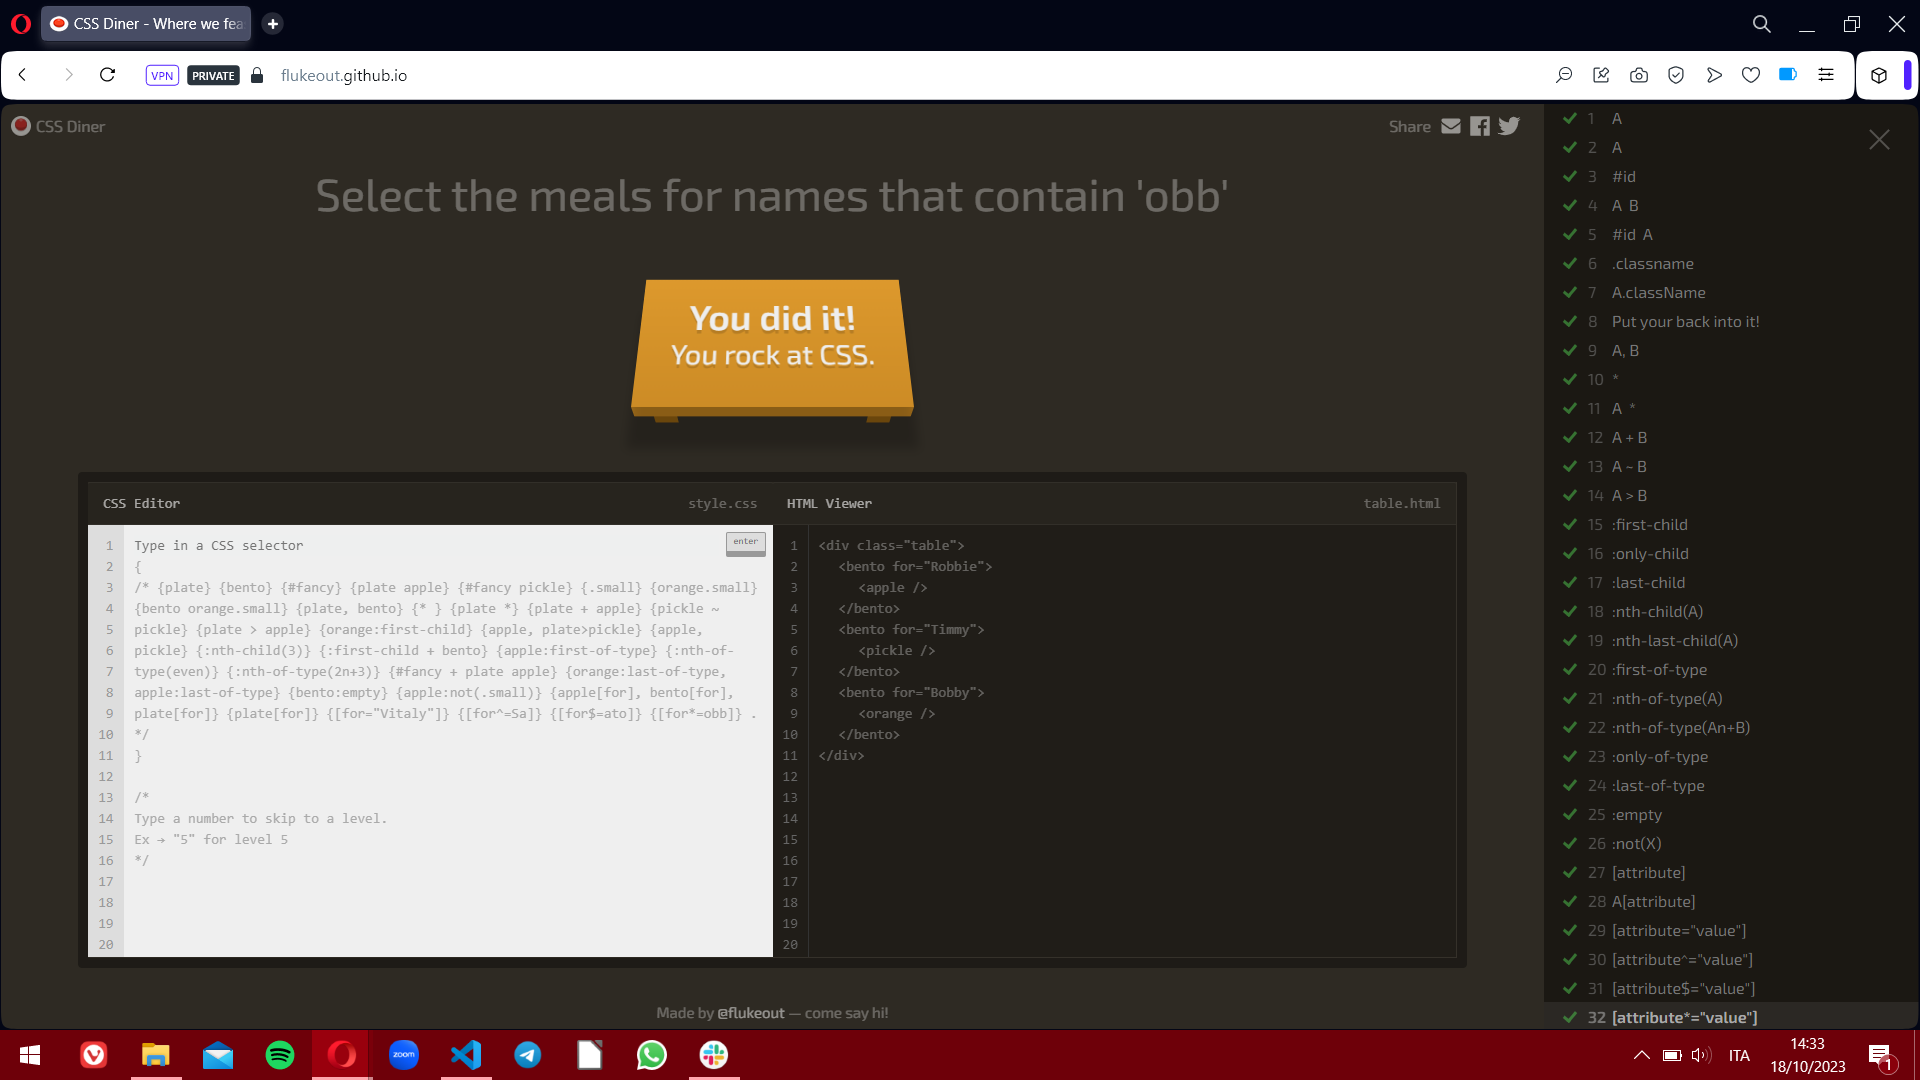 CSS Diner - Where we fea
VPN
PRIVATE
flukeout.github.io
CSS Diner
Share
Select the meals for names that contain 'obb'
You did it!
You rock at CSS.
CSS Editor
style.css
1 Type in a CSS selector
enter
2 {
3 /* {plate} {bento} {#fancy} {plate apple} {#fancy pickle} {.small} {orange.small}
4 {bento orange.small} {plate, bento} {* } {plate *} {plate + apple} {pickle ~
5 pickle} {plate > apple} {orange:first-child} {apple, plate>pickle} {apple,
6 pickle} {:nth-child(3)} {:first-child + bento} {apple:first-of-type} {:nth-of-
7 type(even)} {:nth-of-type(2n+3)} {#fancy + plate apple} {orange:last-of-type,
8 apple:last-of-type} {bento:empty} {apple:not(.small)} {apple[for], bento[for],
9 plate[for]} {plate[for]} {[for="Vitaly"]} {[for^=Sa]} {[for$=ato]} {[for*=obb]} .
10 */
11 }
12
13 /*
14 Type a number to skip to a level.
15 Ex → "5" for level 5
16 */
17
18
19
20
HTML Viewer
table.html
1 <div class="table">
2 <bento for="Robbie">
3 <apple />
4 </bento>
5 <bento for="Timmy">
6 <pickle />
7 </bento>
8 <bento for="Bobby">
9 <orange />
10 </bento>
11 </div>
12
13
14
15
16
17
18
19
20
Made by @flukeout — come say hi!
1 A
2 A
3 #id
4 A B
5 #id A
6 .classname
7 A.className
8 Put your back into it!
9 A, B
10 *
11 A *
12 A + B
13 A ~ B
14 A > B
15 :first-child
16 :only-child
17 :last-child
18 :nth-child(A)
19 :nth-last-child(A)
20 :first-of-type
21 :nth-of-type(A)
22 :nth-of-type(An+B)
23 :only-of-type
24 :last-of-type
25 :empty
26 :not(X)
27 [attribute]
28 A[attribute]
29 [attribute="value"]
30 [attribute^="value"]
31 [attribute$="value"]
32 [attribute*="value"]
zoom
ITA
14:33
18/10/2023
1